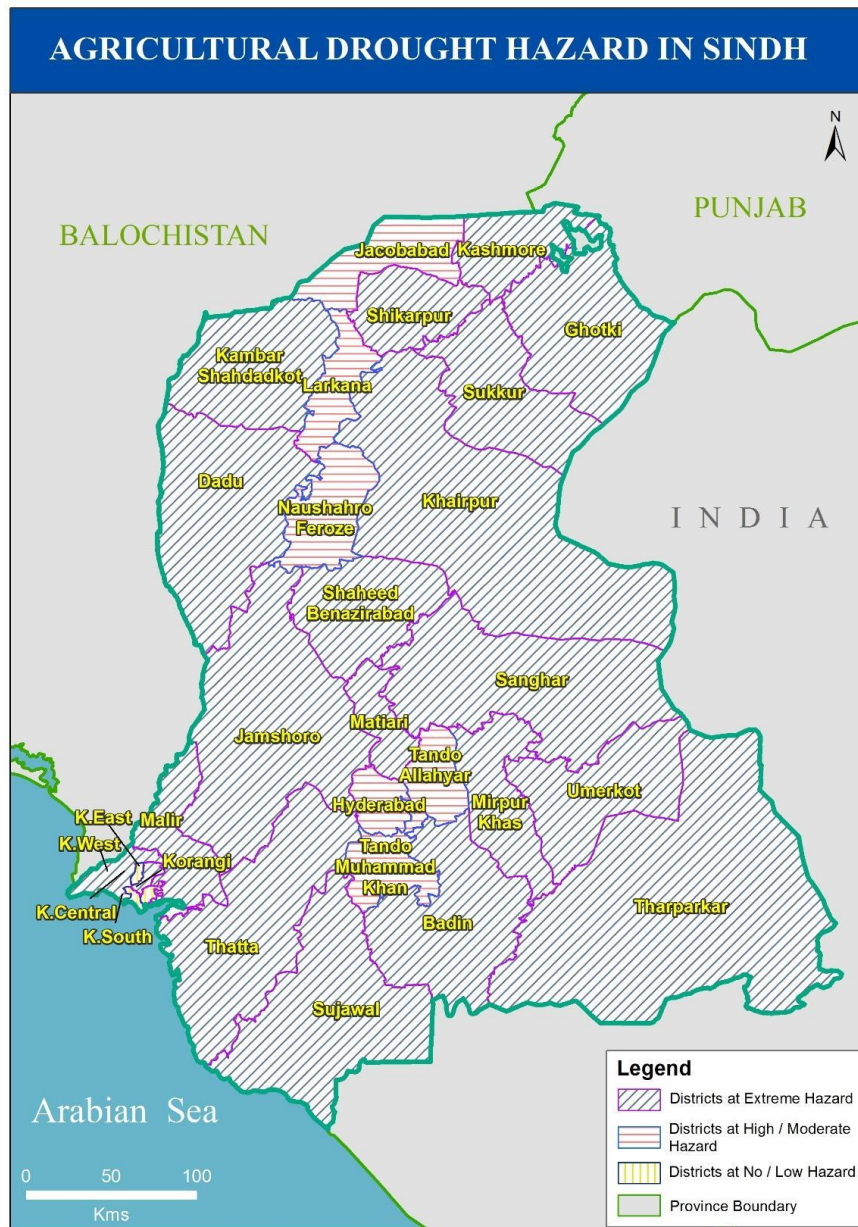 AGRICULTURAL DROUGHT HAZARD IN SINDH
N
BALOCHISTAN
PUNJAB
Jacobabad
Kashmore
Shikarpur
Ghotki
Kambar
Shahdadkot
Larkana
Sukkur
Dadu
Naushahro
Feroze
Khairpur
INDIA
Shaheed
Benazirabad
Sanghar
Matiari
Jamshoro
Tando
Allahyar
Hyderabad
Mirpur
Khas
Umerkot
Malir
K.East
K.West
Korangi
K.Central
K.South
Tando
Muhammad
Khan
Badin
Tharparkar
Thatta
Sujawal
Arabian Sea
0 50 100
Kms
Legend
Districts at Extreme Hazard
Districts at High / Moderate
Hazard
Districts at No / Low Hazard
Province Boundary